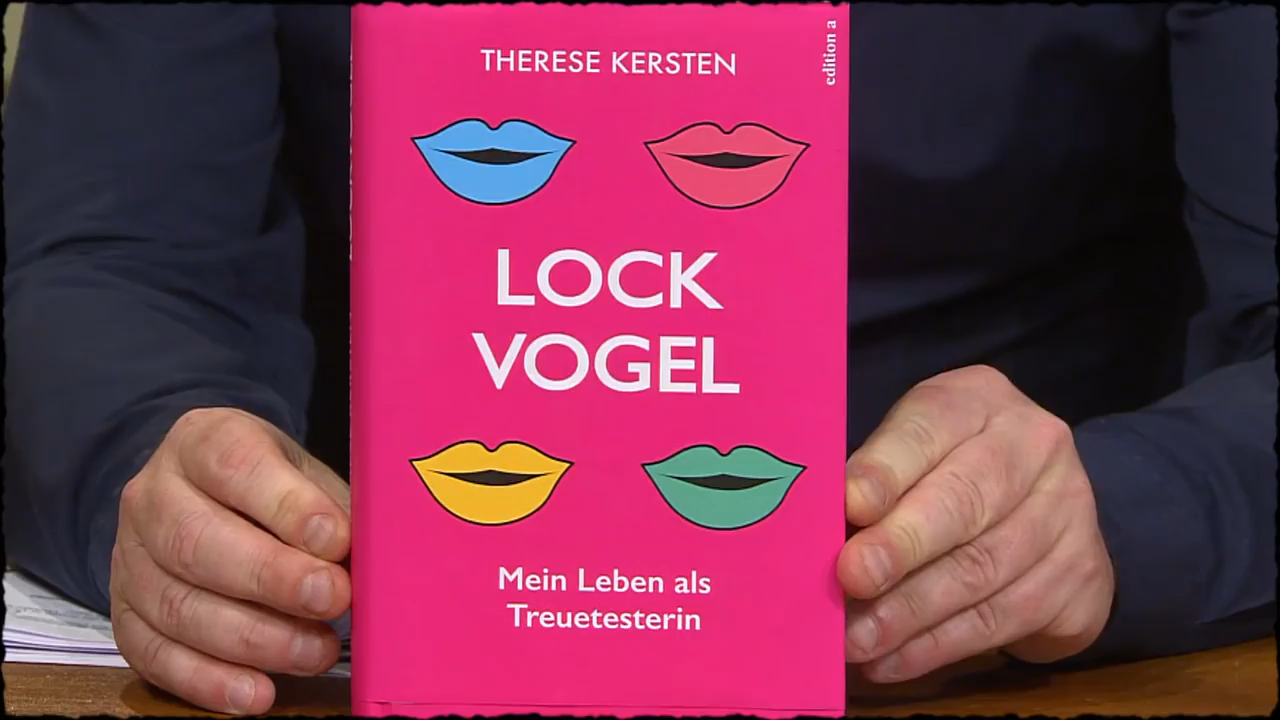 THERESE KERSTEN
edition a
LOCK
VOGEL
Mein Leben als
Treuetesterin